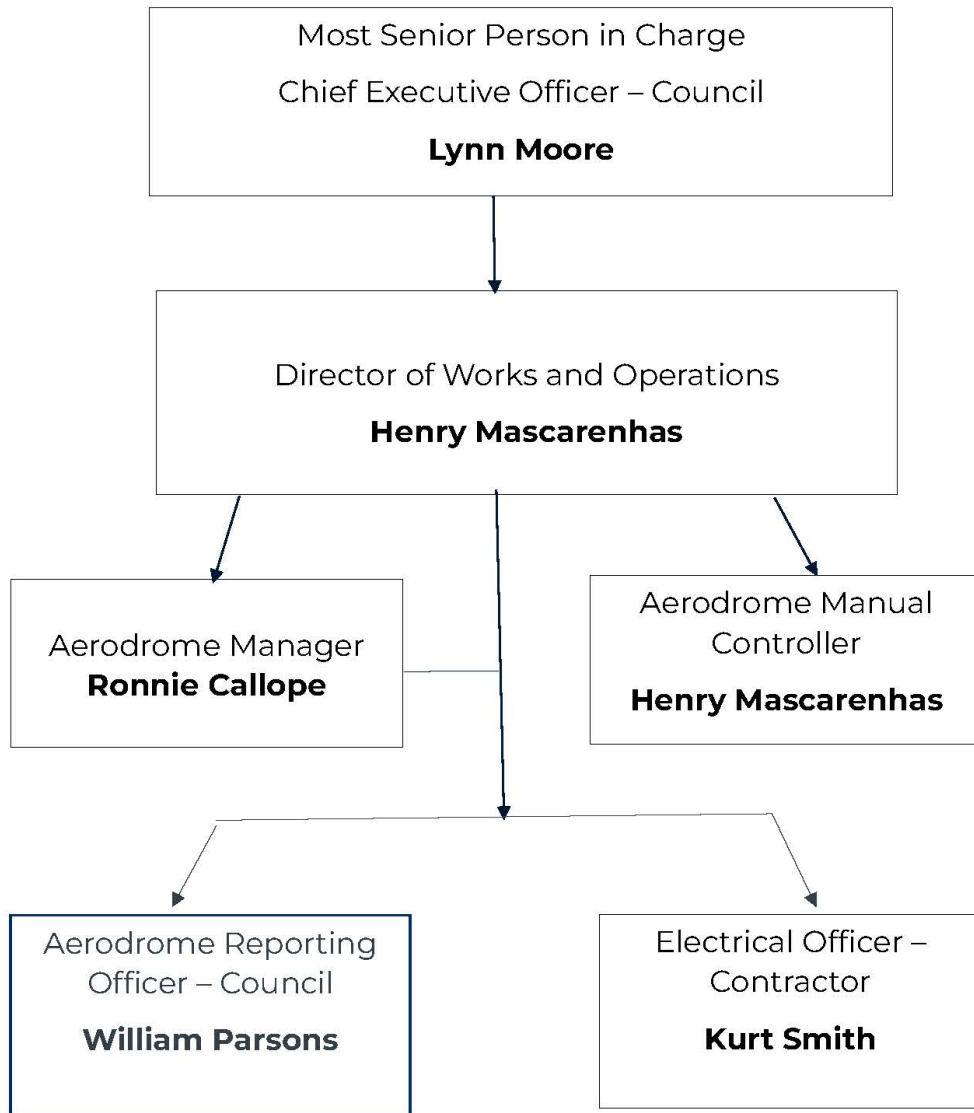 Most Senior Person in Charge
Chief Executive Officer – Council
Lynn Moore
Director of Works and Operations
Henry Mascarenhas
Aerodrome Manager
Ronnie Callope
Aerodrome Manual
Controller
Henry Mascarenhas
Aerodrome Reporting
Officer – Council
William Parsons
Electrical Officer –
Contractor
Kurt Smith